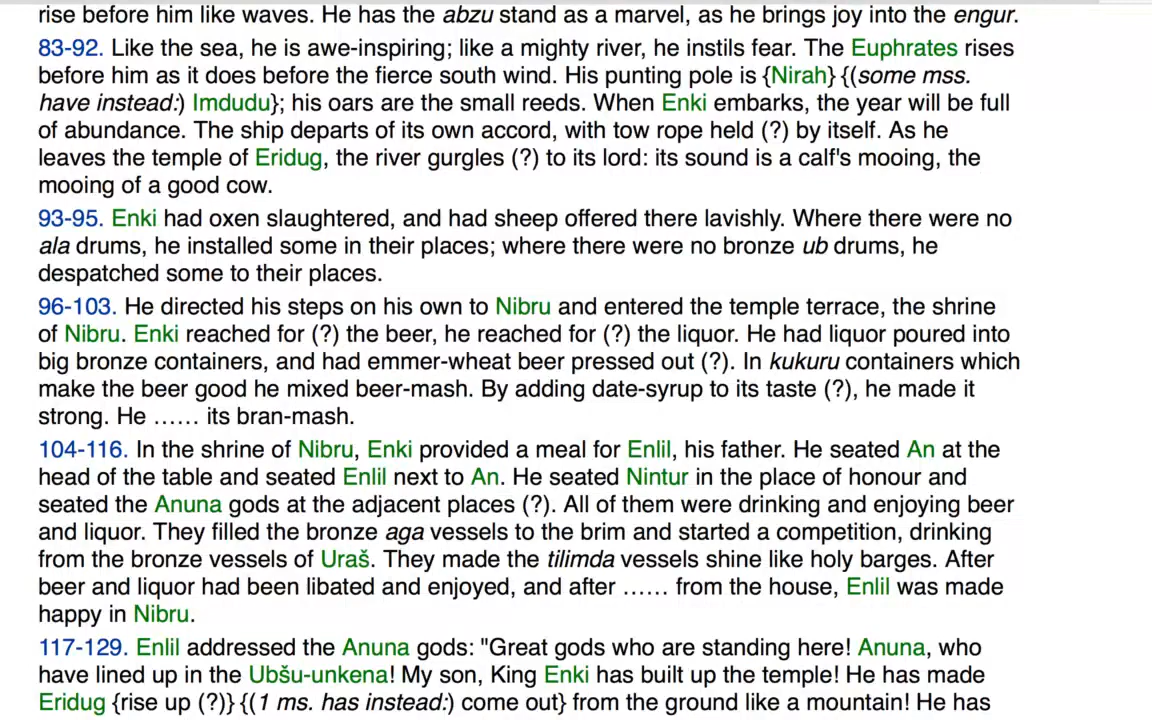 rise before him like waves. He has the abzu stand as a marvel, as he brings joy into the engur.
83-92. Like the sea, he is awe-inspiring; like a mighty river, he instils fear. The Euphrates rises
before him as it does before the fierce south wind. His punting pole is {Nirah} {(some mss.
have instead:) Imdudu}; his oars are the small reeds. When Enki embarks, the year will be full
of abundance. The ship departs of its own accord, with tow rope held (?) by itself. As he
leaves the temple of Eridug, the river gurgles (?) to its lord: its sound is a calf's mooing, the
mooing of a good cow.
93-95. Enki had oxen slaughtered, and had sheep offered there lavishly. Where there were no
ala drums, he installed some in their places; where there were no bronze ub drums, he
despatched some to their places.
96-103. He directed his steps on his own to Nibru and entered the temple terrace, the shrine
of Nibru. Enki reached for (?) the beer, he reached for (?) the liquor. He had liquor poured into
big bronze containers, and had emmer-wheat beer pressed out (?). In kukuru containers which
make the beer good he mixed beer-mash. By adding date-syrup to its taste (?), he made it
strong. He ...... its bran-mash.
104-116. In the shrine of Nibru, Enki provided a meal for Enlil, his father. He seated An at the
head of the table and seated Enlil next to An. He seated Nintur in the place of honour and
seated the Anuna gods at the adjacent places (?). All of them were drinking and enjoying beer
and liquor. They filled the bronze aga vessels to the brim and started a competition, drinking
from the bronze vessels of Uraš. They made the tilimda vessels shine like holy barges. After
beer and liquor had been libated and enjoyed, and after ...... from the house, Enlil was made
happy in Nibru.
117-129. Enlil addressed the Anuna gods: "Great gods who are standing here! Anuna, who
have lined up in the Ubšu-unkena! My son, King Enki has built up the temple! He has made
Eridug {rise up (?)} {(1 ms. has instead:) come out} from the ground like a mountain! He has